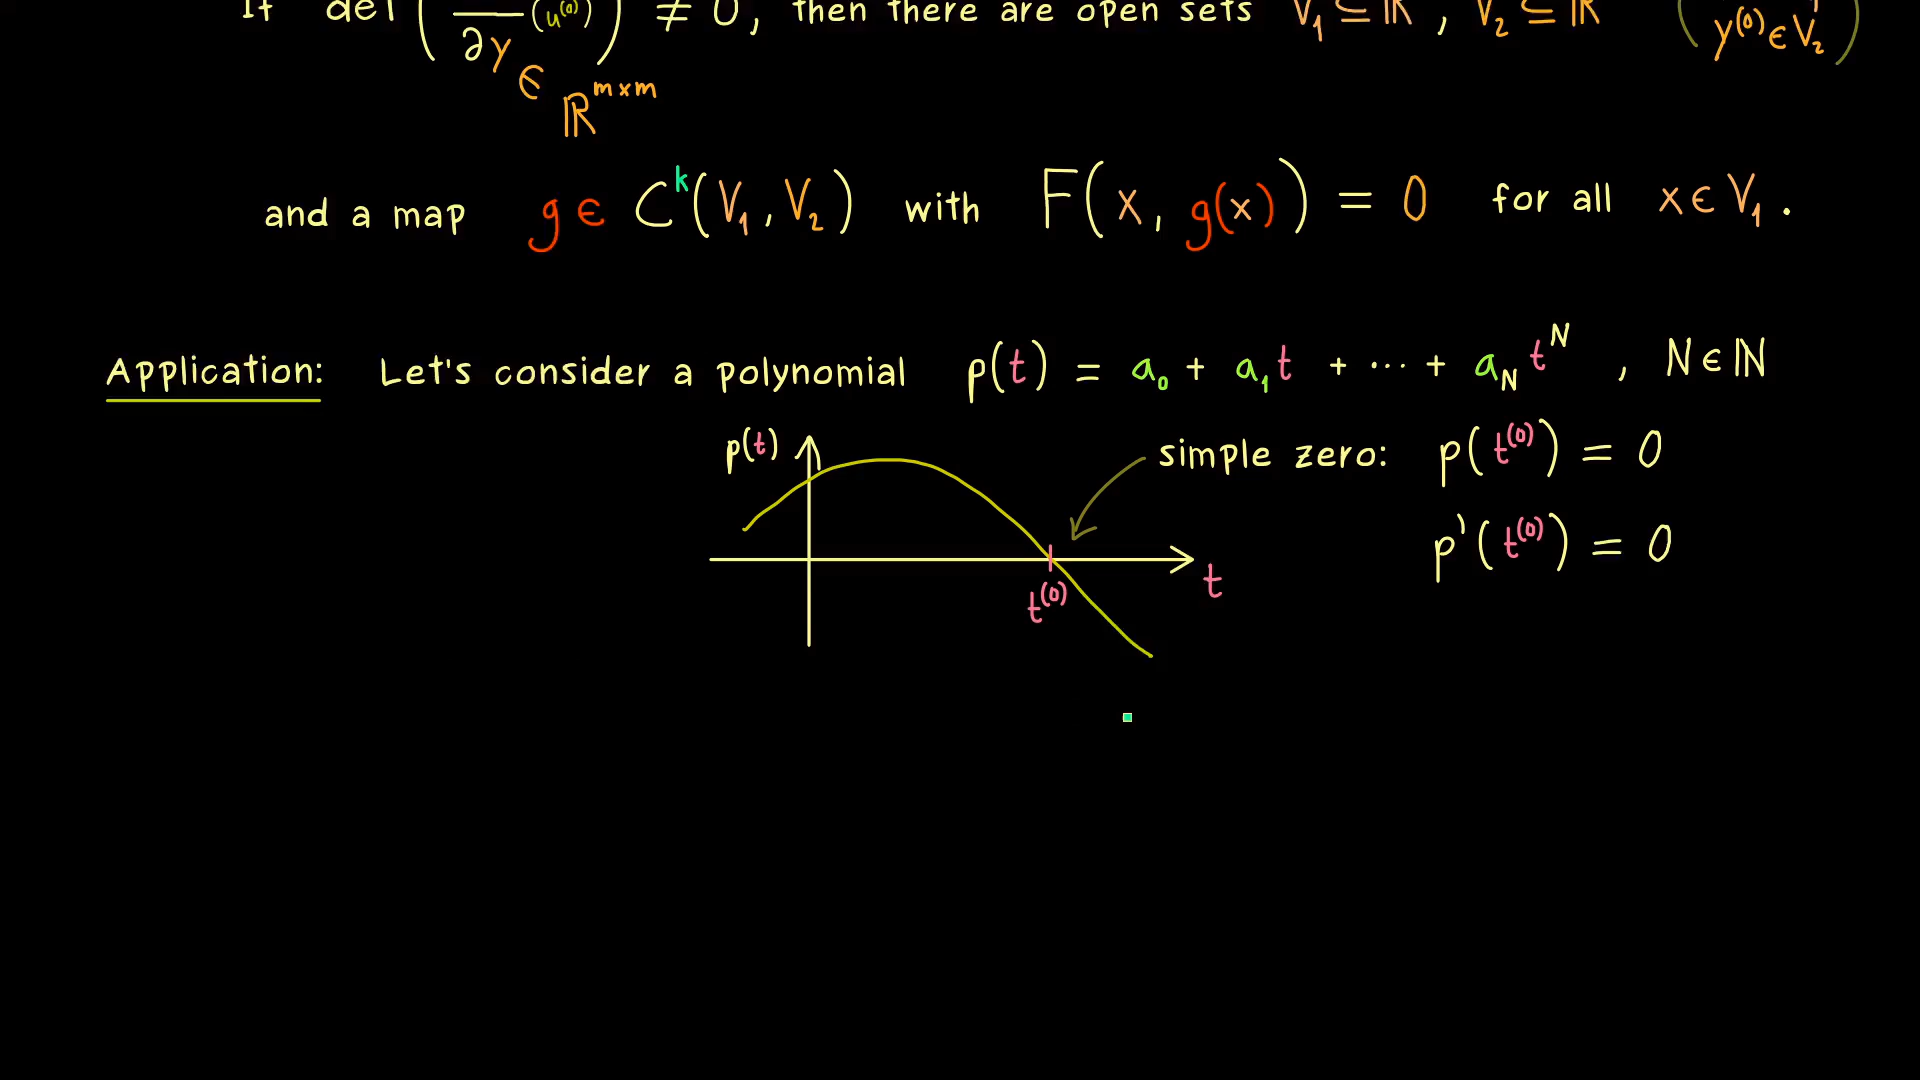 If det ( / ∂y (u⁽⁰⁾) ) ≠ 0 , then there are open sets V₁ ⊆ ℝ , V₂ ⊆ ℝ ( y⁽⁰⁾ ∈ V₂ )
∈ ℝ^{m×m}
and a map g ∈ Cᵏ(V₁, V₂) with F(x, g(x)) = 0 for all x ∈ V₁ .
Application: Let's consider a polynomial p(t) = a₀ + a₁t + ··· + a_N t^N , N ∈ ℕ
p(t) simple zero: p(t⁽⁰⁾) = 0
p'(t⁽⁰⁾) = 0
t
t⁽⁰⁾